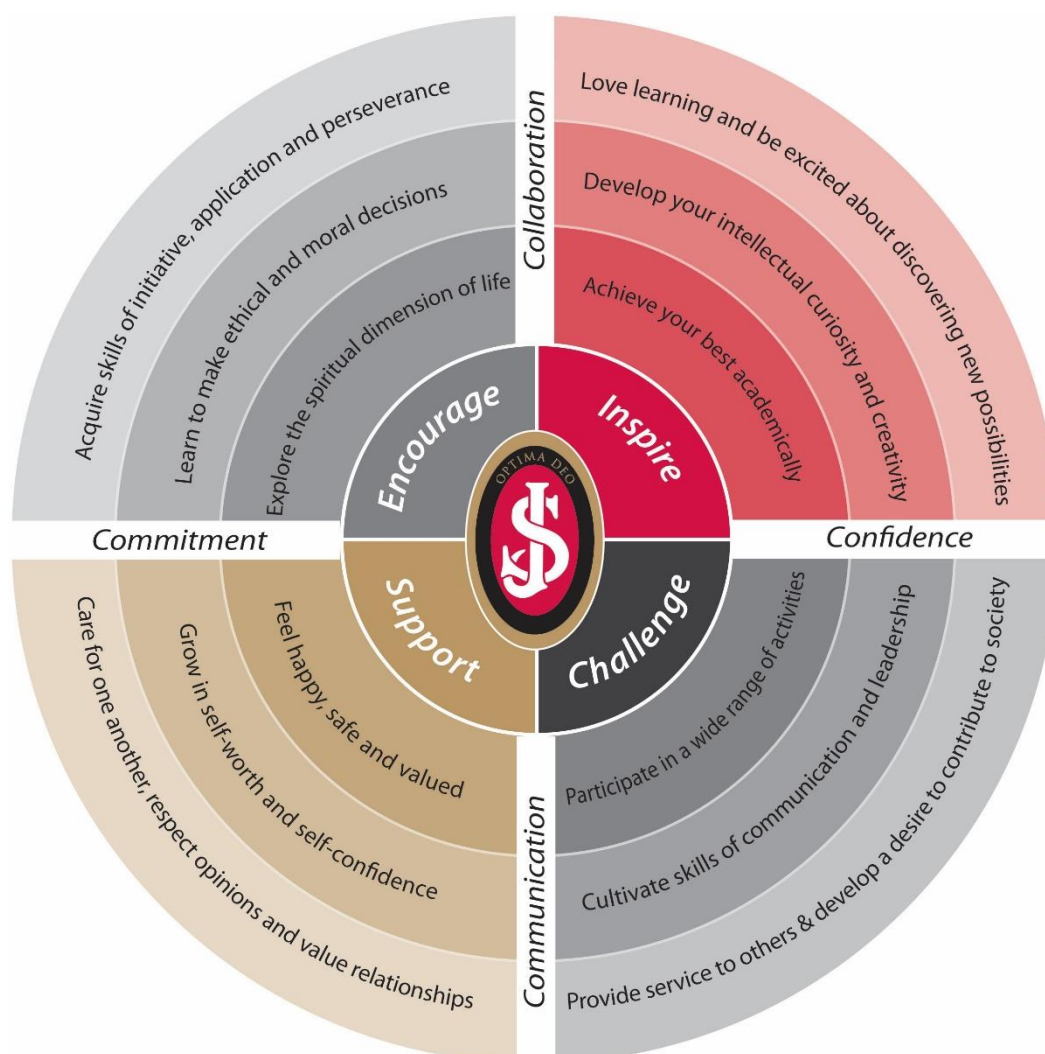 Collaboration
Acquire skills of initiative, application and perseverance
Learn to make ethical and moral decisions
Explore the spiritual dimension of life
Encourage
Love learning and be excited about discovering new possibilities
Develop your intellectual curiosity and creativity
Achieve your best academically
Inspire
OPTIMA DEO
JS
Commitment
Confidence
Support
Feel happy, safe and valued
Grow in self-worth and self-confidence
Care for one another, respect opinions and value relationships
Challenge
Participate in a wide range of activities
Cultivate skills of communication and leadership
Provide service to others & develop a desire to contribute to society
Communication